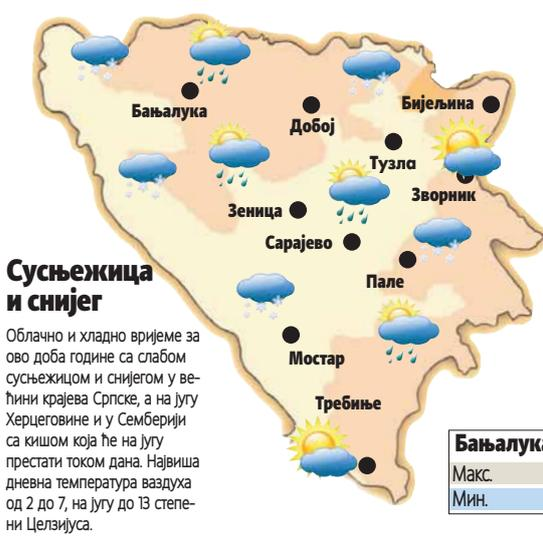 Бањалука
Добој
Бијељина
Тузла
Зворник
Зеница
Сарајево
Пале
Мостар
Требиње
Сусњежица
и снијег
Облачно и хладно вријеме за
ово доба године са слабом
сусњежицом и снијегом у ве-
ћини крајева Српске, а на југу
Херцеговине и у Семберији
са кишом која ће на југу
престати током дана. Највиша
дневна температура ваздуха
од 2 до 7, на југу до 13 степе-
ни Целзијуса.
Бањалука
Макс.
Мин.